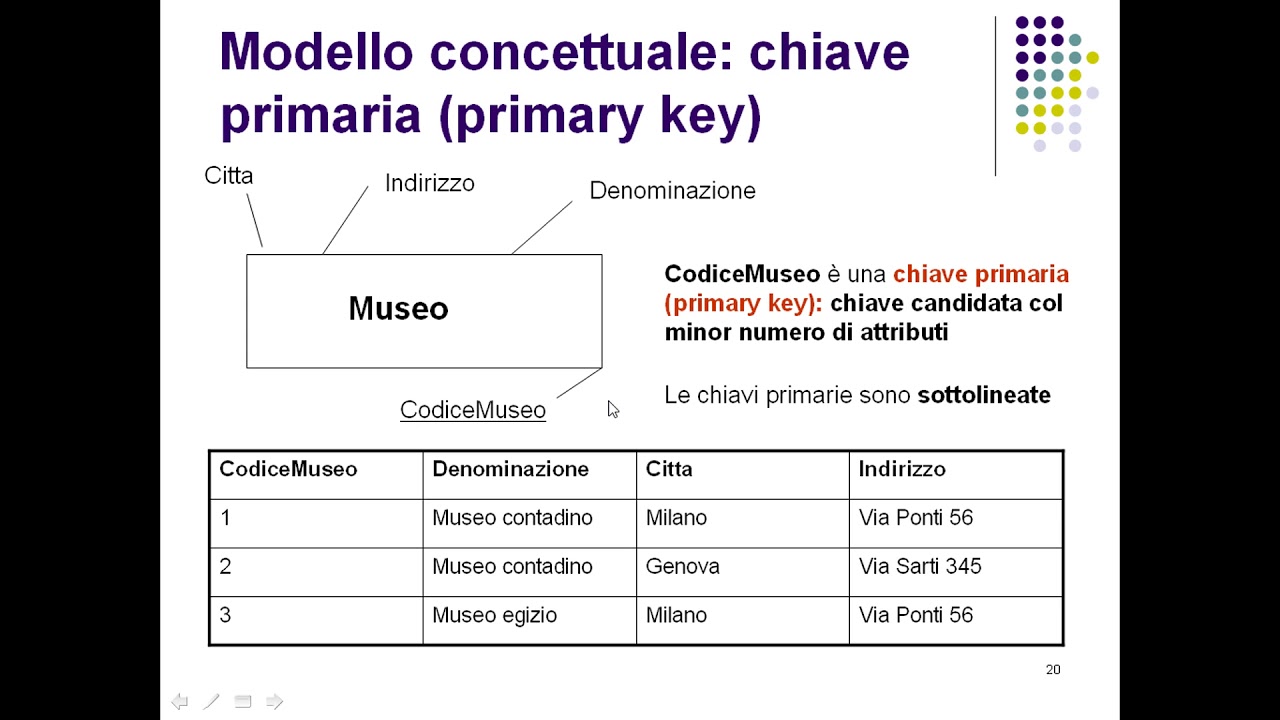 Modello concettuale: chiave
primaria (primary key)
Citta
Indirizzo
Denominazione
Museo
CodiceMuseo
CodiceMuseo è una chiave primaria
(primary key): chiave candidata col
minor numero di attributi
Le chiavi primarie sono sottolineate
CodiceMuseo Denominazione Citta Indirizzo
1 Museo contadino Milano Via Ponti 56
2 Museo contadino Genova Via Sarti 345
3 Museo egizio Milano Via Ponti 56
20